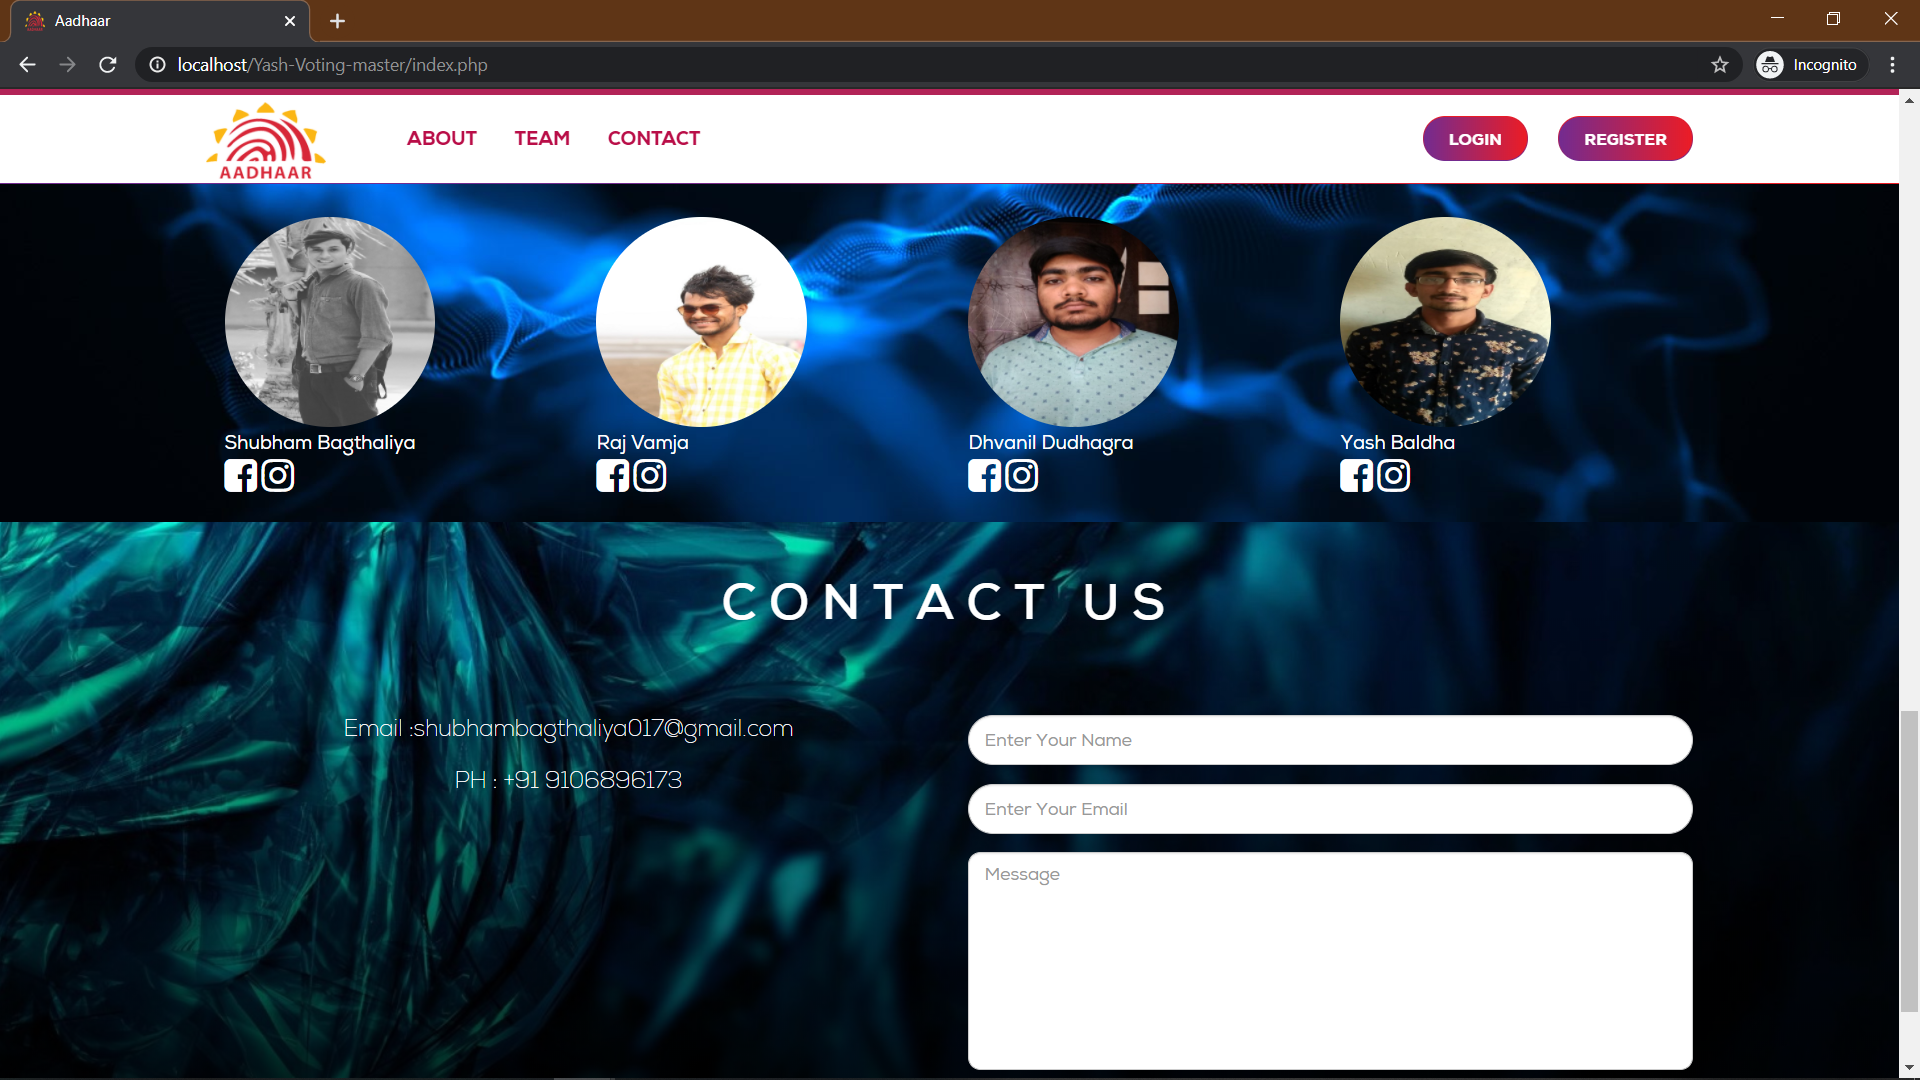 Aadhaar
localhost/Yash-Voting-master/index.php
Incognito
AADHAAR
ABOUT
TEAM
CONTACT
LOGIN
REGISTER
Shubham Bagthaliya
Raj Vamja
Dhvanil Dudhagra
Yash Baldha
CONTACT US
Email :shubhambagthaliya017@gmail.com
PH : +91 9106896173
Enter Your Name
Enter Your Email
Message